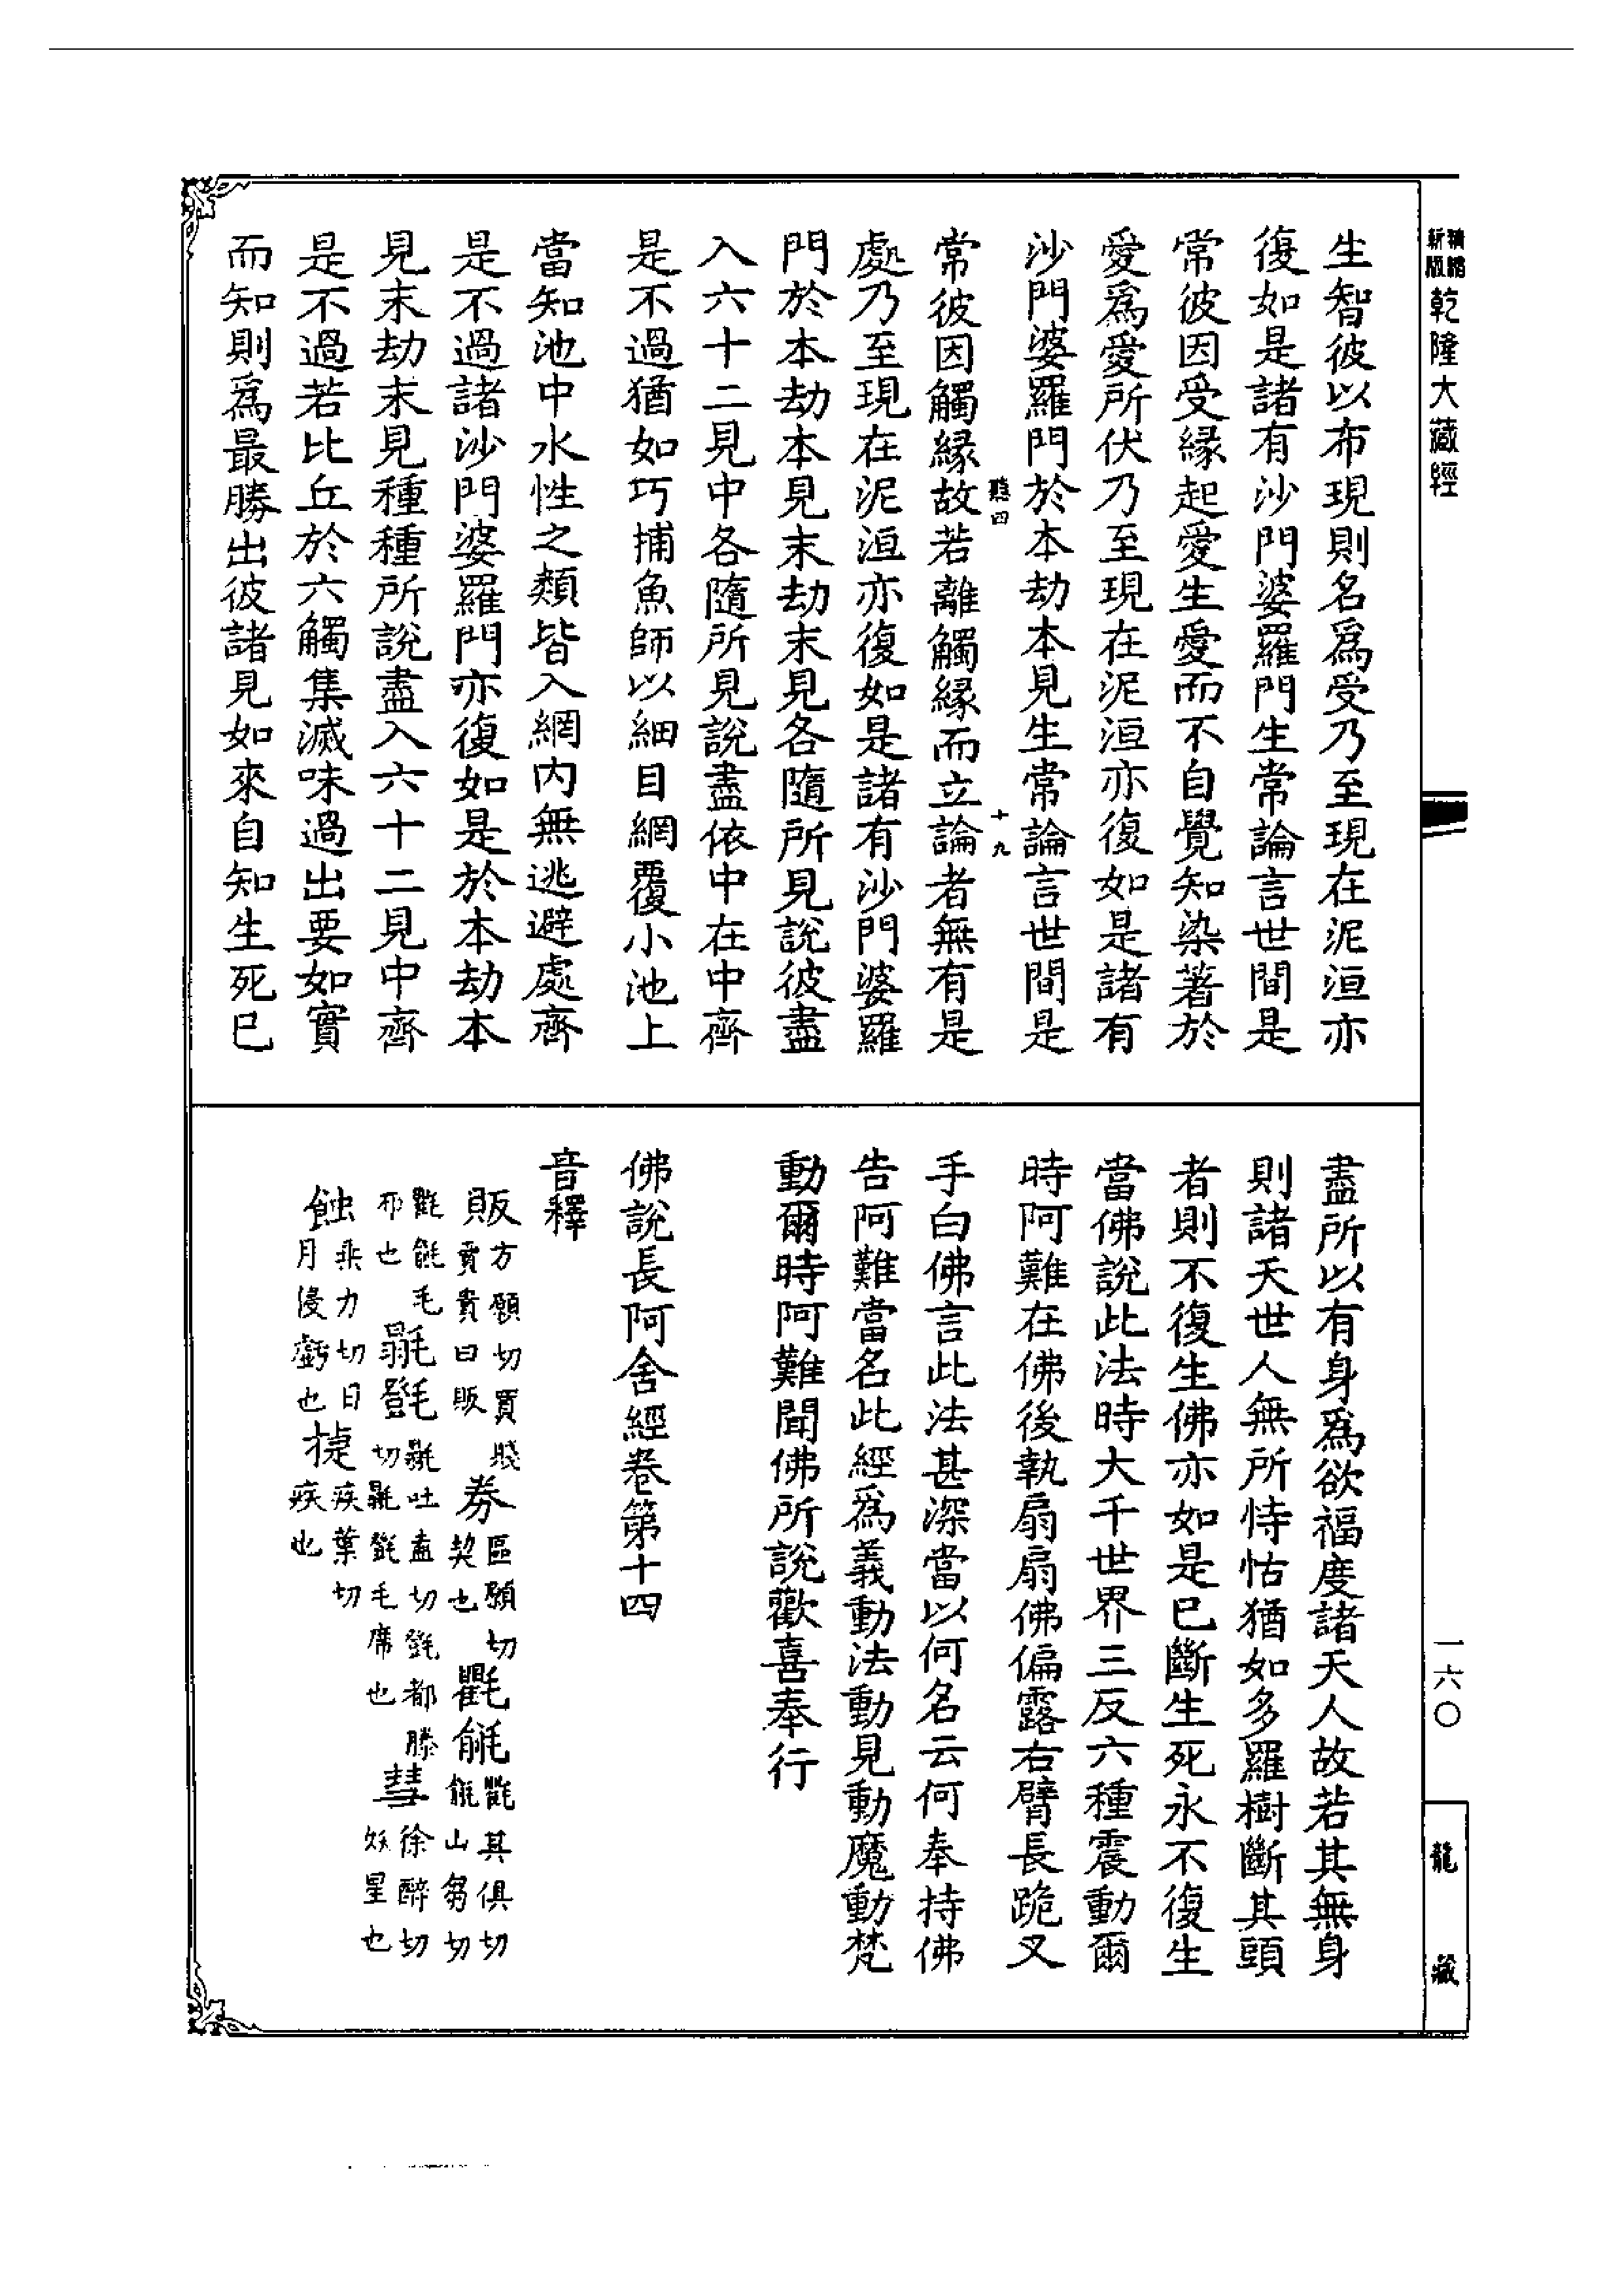 精縮
新版
乾隆大藏經
一六〇
龍藏
生智彼以布現則名爲受乃至現在泥洹亦
復如是諸有沙門婆羅門生常論言世間是
常彼因受縁起愛生愛而不自覺知染著於
愛爲愛所伏乃至現在泥洹亦復如是諸有
沙門婆羅門於本劫本見生常論言世間是
十九
常彼因觸縁故若離觸縁而立論者無有是
處乃至現在泥洹亦復如是諸有沙門婆羅
門於本劫本見末劫末見各隨所見說彼盡
入六十二見中各隨所見說盡依中在中齊
是不過猶如巧捕魚師以細目網覆小池上
當知池中水性之類皆入網内無逃避處齊
是不過諸沙門婆羅門亦復如是於本劫本
見末劫末見種種所說盡入六十二見中齊
是不過若比丘於六觸集滅味過出要如實
而知則爲最勝出彼諸見如來自知生死已
盡所以有身爲欲福度諸天人故若其無身
則諸天世人無所恃怙猶如多羅樹斷其頭
者則不復生佛亦如是已斷生死永不復生
當佛說此法時大千世界三反六種震動爾
時阿難在佛後執扇扇佛偏露右臂長跪叉
手白佛言此法甚深當以何名云何奉持佛
告阿難當名此經爲義動法動見動魔動梵
動爾時阿難聞佛所說歡喜奉行
佛說長阿含經卷第十四
音釋
販方願切買賤賣貴曰販 券區願切契也 氍毹氍其俱切毹山芻切
氍毹毛布也 毾㲪毾吐盍切㲪都滕切毾㲪毛席也 彗徐醉切妖星也
蝕乘力切日月侵虧也 捷疾葉切疾也